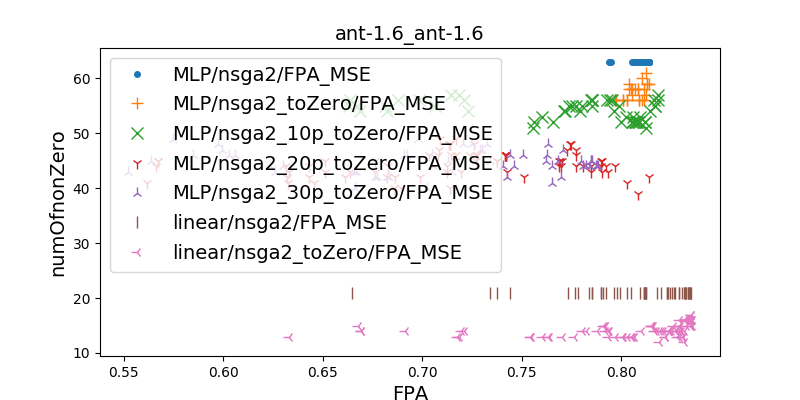 ant-1.6_ant-1.6
numOfnonZero
60
50
40
30
20
10
MLP/nsga2/FPA_MSE
MLP/nsga2_toZero/FPA_MSE
MLP/nsga2_10p_toZero/FPA_MSE
MLP/nsga2_20p_toZero/FPA_MSE
MLP/nsga2_30p_toZero/FPA_MSE
linear/nsga2/FPA_MSE
linear/nsga2_toZero/FPA_MSE
0.55 0.60 0.65 0.70 0.75 0.80
FPA